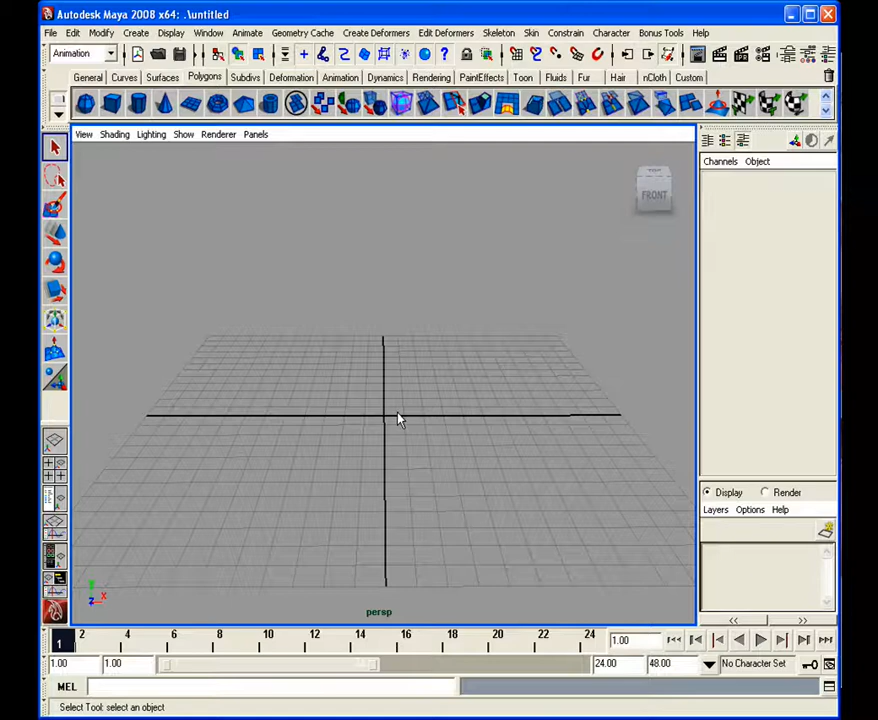 Autodesk Maya 2008 x64: .\untitled
File Edit Modify Create Display Window Animate Geometry Cache Create Deformers Edit Deformers Skeleton Skin Constrain Character Bonus Tools Help
Animation
General Curves Surfaces Polygons Subdivs Deformation Animation Dynamics Rendering PaintEffects Toon Fluids Fur Hair nCloth Custom
View Shading Lighting Show Renderer Panels
Channels Object
TOP
FRONT
Display Render
Layers Options Help
persp
1 2 4 6 8 10 12 14 16 18 20 22 24 1.00
1.00 1.00 24.00 48.00 No Character Set
MEL
Select Tool: select an object